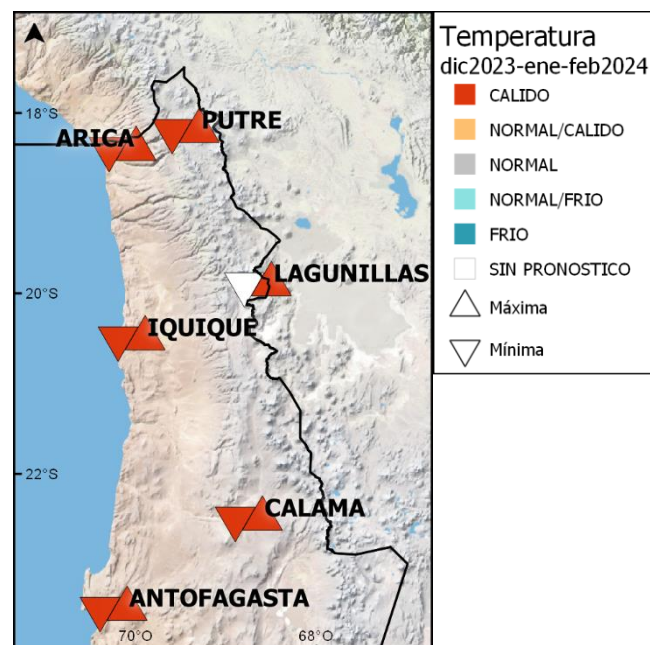 Temperatura
dic2023-ene-feb2024
CALIDO
NORMAL/CALIDO
NORMAL
NORMAL/FRIO
FRIO
SIN PRONOSTICO
Máxima
Mínima
18°S
PUTRE
ARICA
LAGUNILLAS
20°S
IQUIQUE
22°S
CALAMA
ANTOFAGASTA
70°O
68°O